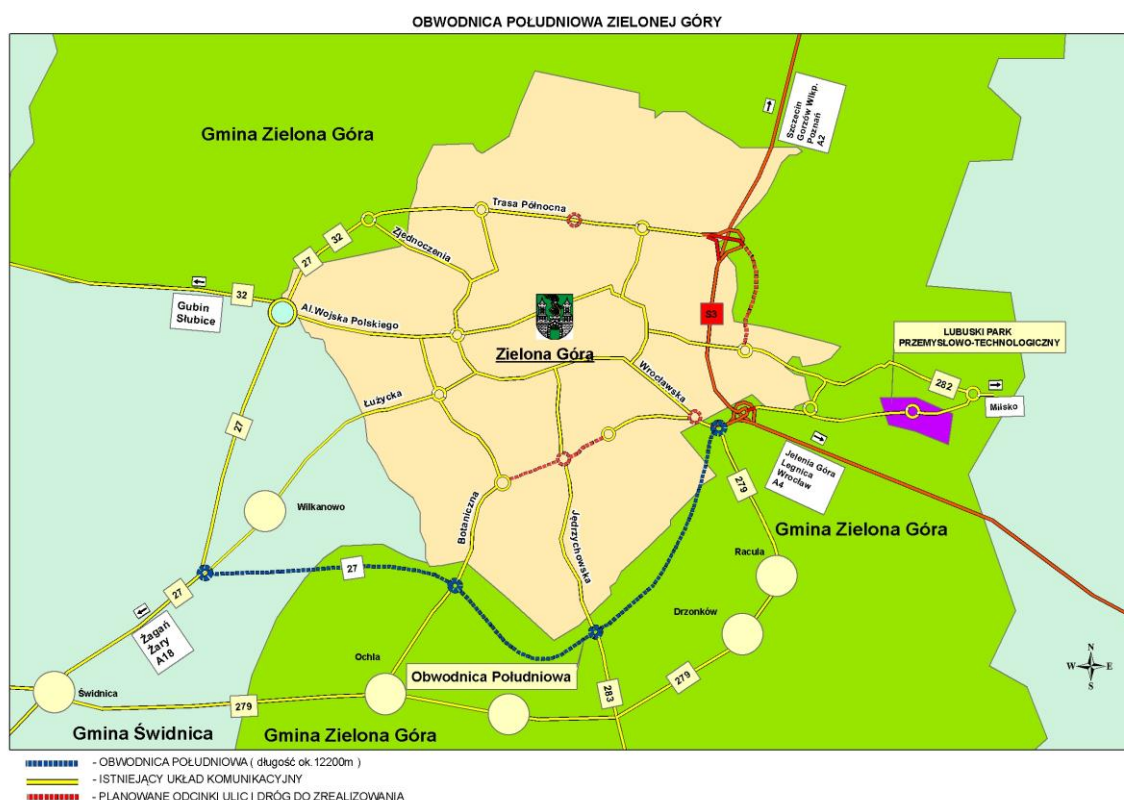 OBWODNICA POŁUDNIOWA ZIELONEJ GÓRY
Szczecin
Gorzów Wlkp.
Poznań
A2
Gmina Zielona Góra
Trasa Północna
Zjednoczenia
32
27
32
Gubin
Słubice
Al.Wojska Polskiego
S3
Zielona Góra
LUBUSKI PARK
PRZEMYSŁOWO-TECHNOLOGICZNY
Wrocławska
282
Milsko
Łużycka
27
Jelenia Góra
Legnica
Wrocław
A4
279
Wilkanowo
Botaniczna
Jędrzychowska
Gmina Zielona Góra
Racula
27
27
Drzonków
Żagań
Żary
A18
Ochla
Obwodnica Południowa
279
N
W
E
S
Świdnica
279
283
Gmina Świdnica
Gmina Zielona Góra
- OBWODNICA POŁUDNIOWA ( długość ok.12200m )
- ISTNIEJĄCY UKŁAD KOMUNIKACYJNY
- PLANOWANE ODCINKI ULIC I DRÓG DO ZREALIZOWANIA